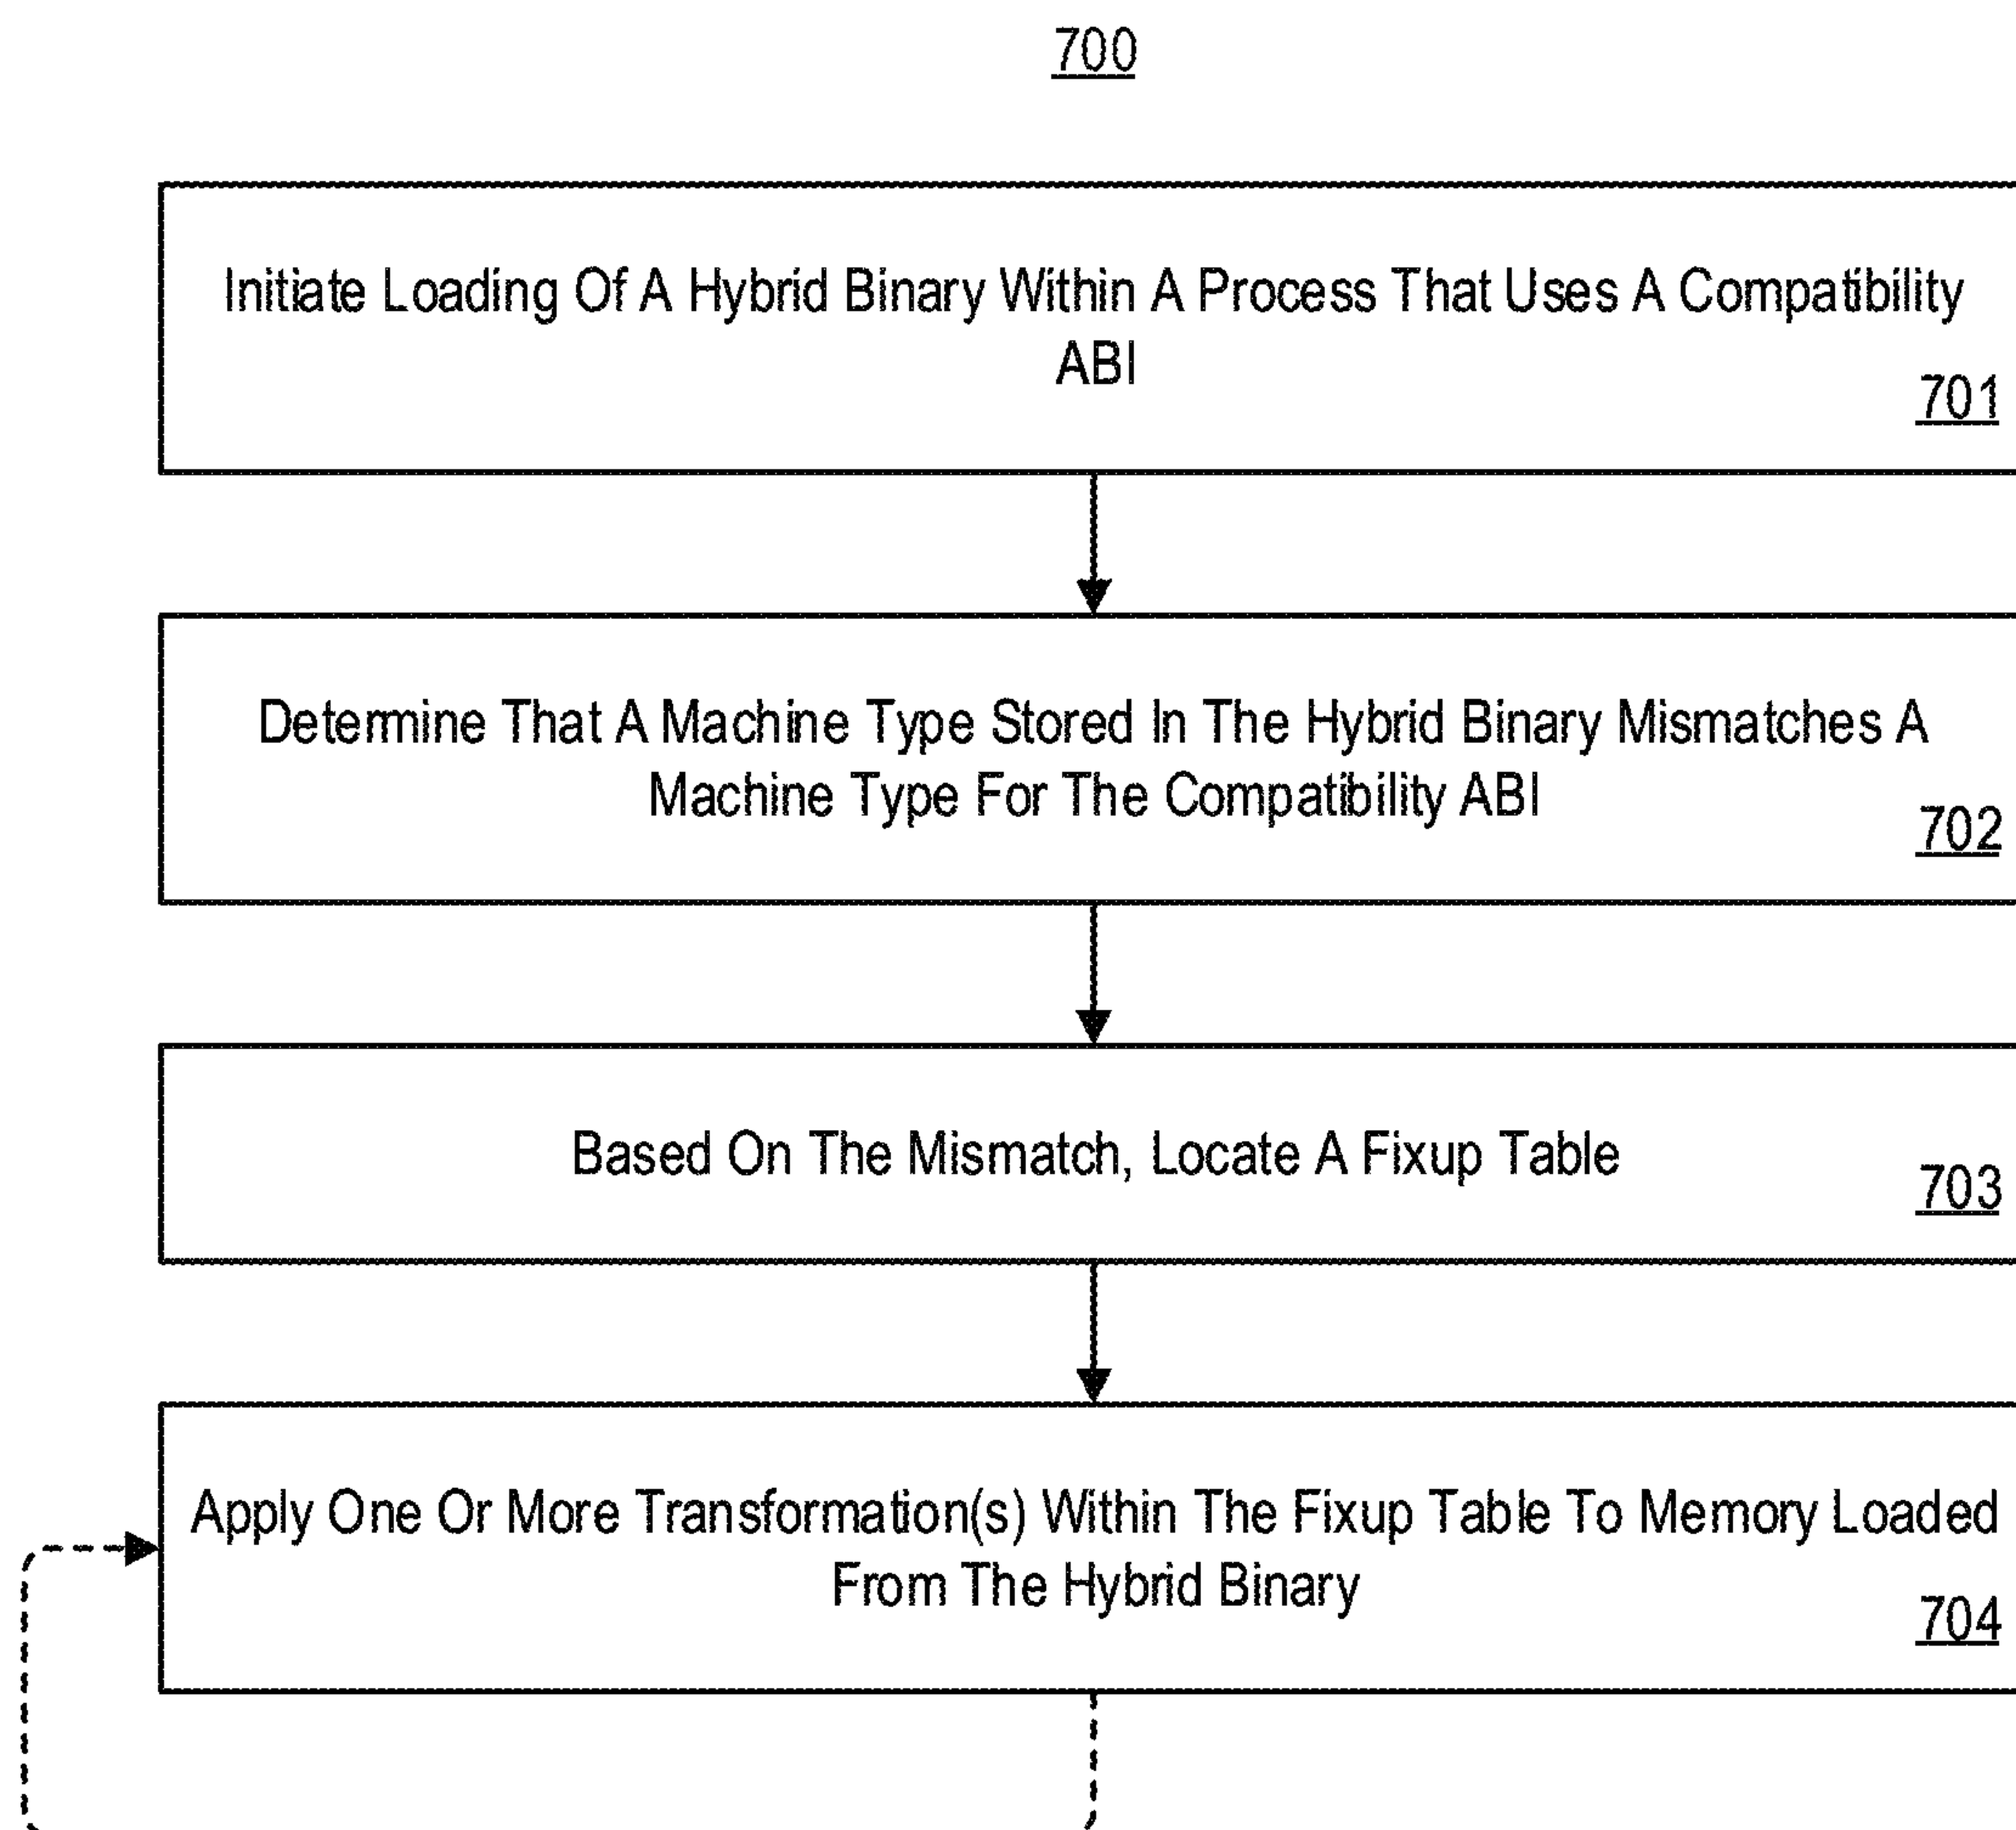 700
Initiate Loading Of A Hybrid Binary Within A Process That Uses A Compatibility
ABI
701
Determine That A Machine Type Stored In The Hybrid Binary Mismatches A
Machine Type For The Compatibility ABI
702
Based On The Mismatch, Locate A Fixup Table
703
Apply One Or More Transformation(s) Within The Fixup Table To Memory Loaded
From The Hybrid Binary
704